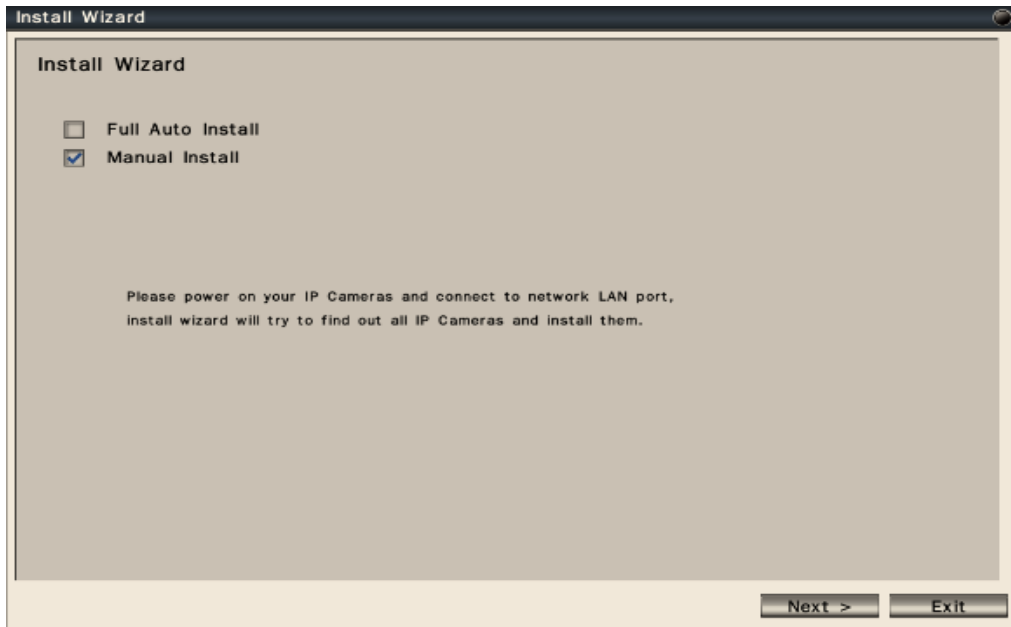 Install Wizard
Install Wizard
Full Auto Install
Manual Install
Please power on your IP Cameras and connect to network LAN port,
install wizard will try to find out all IP Cameras and install them.
Next > Exit